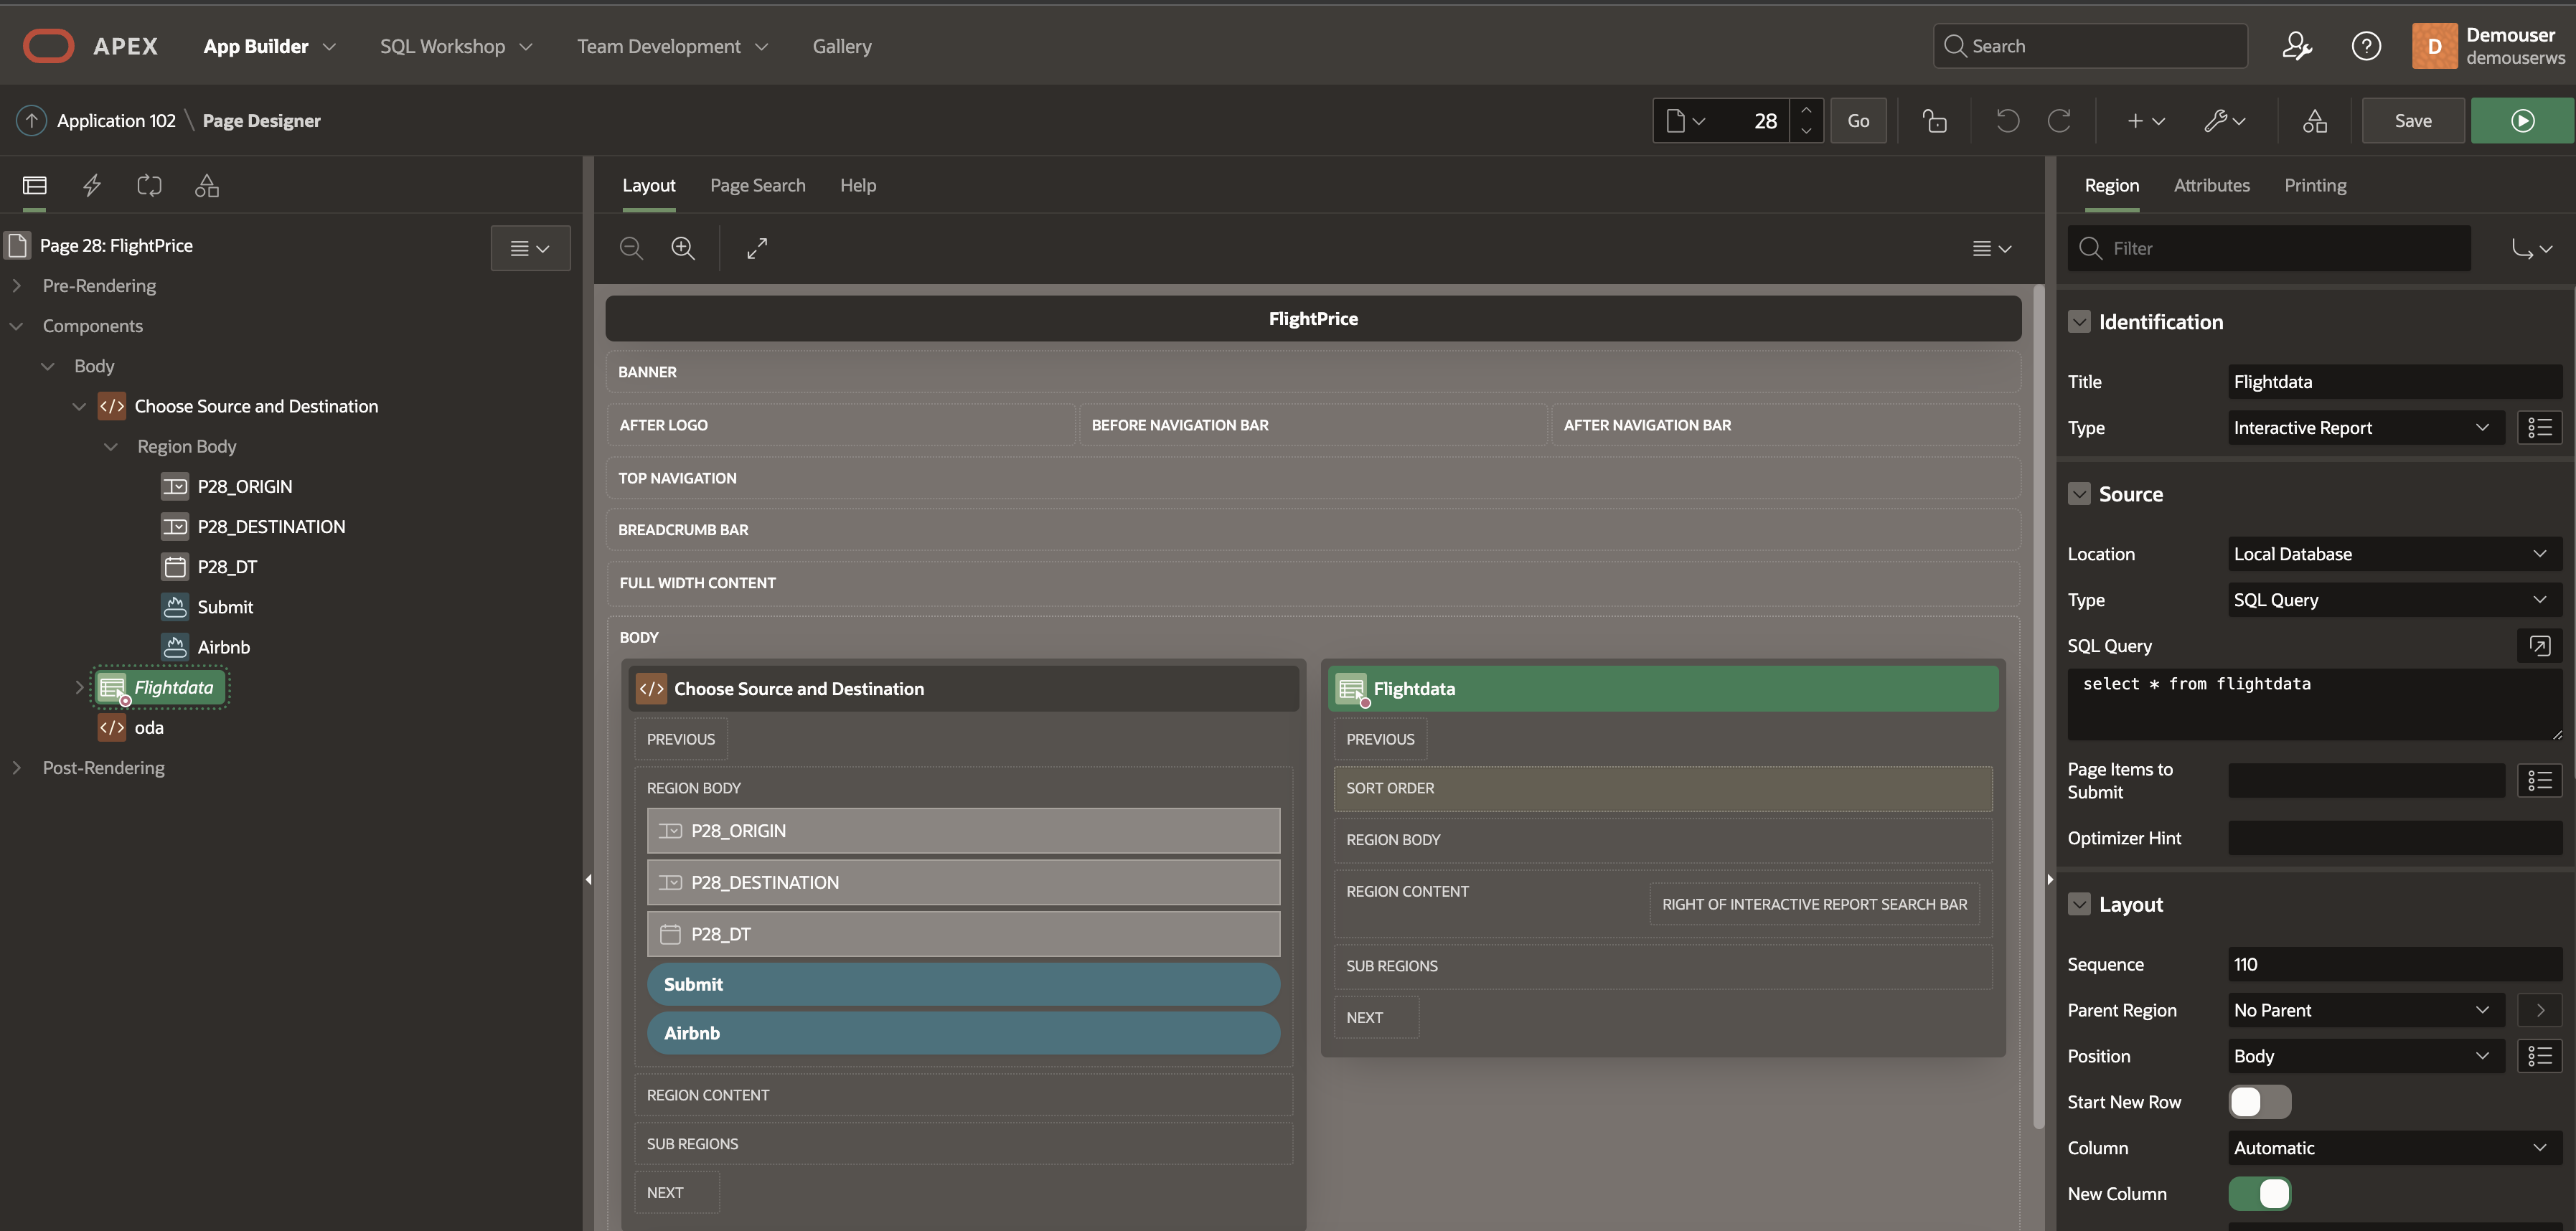 APEX App Builder SQL Workshop Team Development Gallery Search D Demouser
demouserws
Application 102 \ Page Designer 28 Go Save
Page 28: FlightPrice
Pre-Rendering
Components
Body
Choose Source and Destination
Region Body
P28_ORIGIN
P28_DESTINATION
P28_DT
Submit
Airbnb
Flightdata
oda
Post-Rendering
Layout Page Search Help
FlightPrice
BANNER
AFTER LOGO BEFORE NAVIGATION BAR AFTER NAVIGATION BAR
TOP NAVIGATION
BREADCRUMB BAR
FULL WIDTH CONTENT
BODY
Choose Source and Destination
PREVIOUS
REGION BODY
P28_ORIGIN
P28_DESTINATION
P28_DT
Submit
Airbnb
REGION CONTENT
SUB REGIONS
NEXT
Flightdata
PREVIOUS
SORT ORDER
REGION BODY
REGION CONTENT
RIGHT OF INTERACTIVE REPORT SEARCH BAR
SUB REGIONS
NEXT
Region Attributes Printing
Filter
Identification
Title Flightdata
Type Interactive Report
Source
Location Local Database
Type SQL Query
SQL Query
select * from flightdata
Page Items to
Submit
Optimizer Hint
Layout
Sequence 110
Parent Region No Parent
Position Body
Start New Row
Column Automatic
New Column